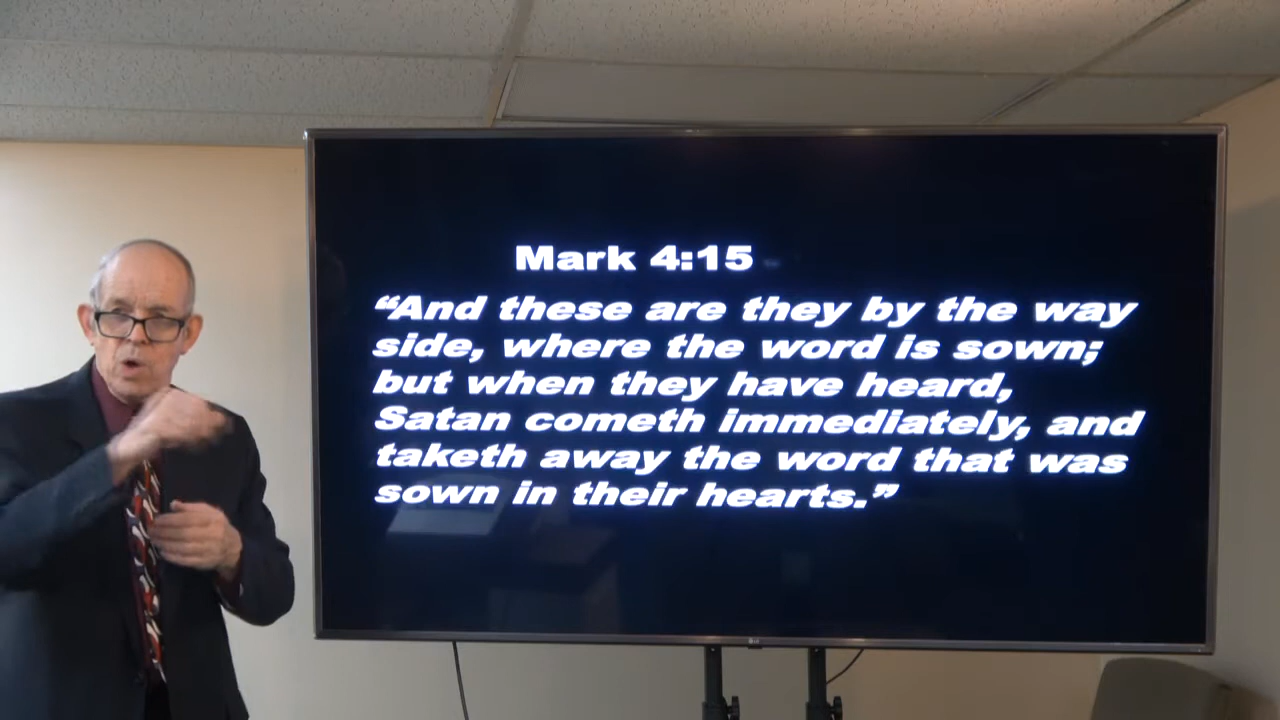 Mark 4:15
“And these are they by the way
side, where the word is sown;
but when they have heard,
Satan cometh immediately, and
taketh away the word that was
sown in their hearts.”
LG